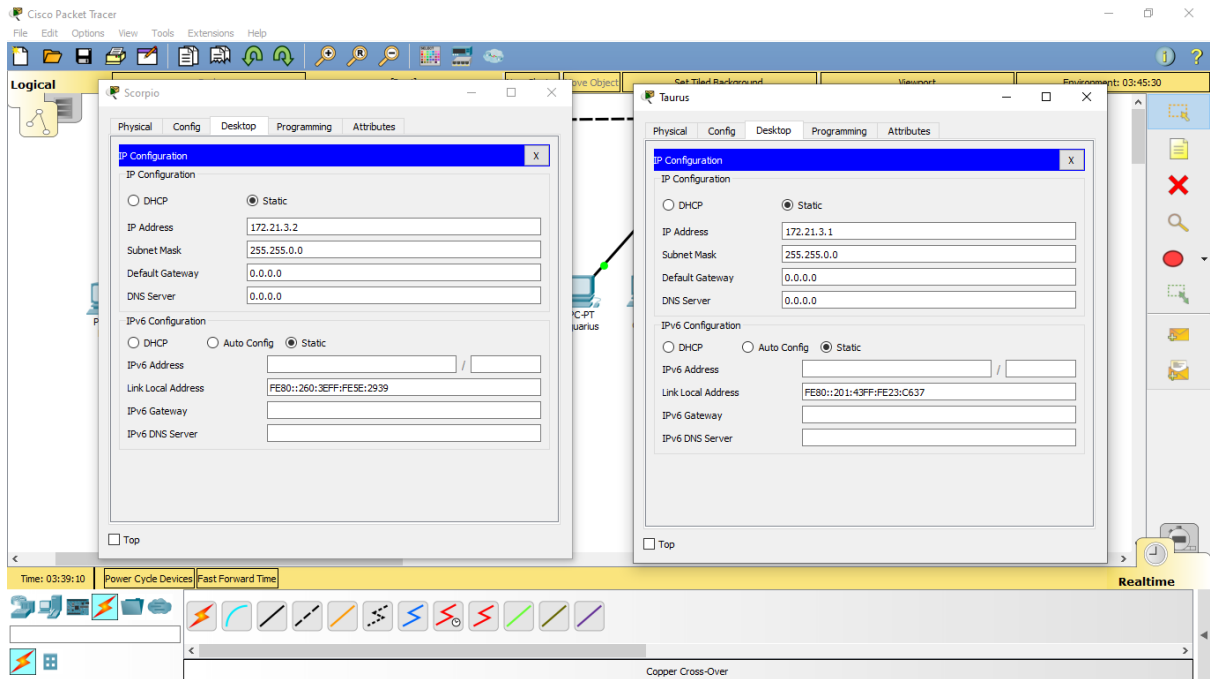 Cisco Packet Tracer
File Edit Options View Tools Extensions Help
Logical
ove Object
Set Tiled Background
Viewport
Environment: 03:45:30
Scorpio
Physical Config Desktop Programming Attributes
IP Configuration X
IP Configuration
DHCP Static
IP Address 172.21.3.2
Subnet Mask 255.255.0.0
Default Gateway 0.0.0.0
DNS Server 0.0.0.0
IPv6 Configuration
DHCP Auto Config Static
IPv6 Address /
Link Local Address FE80::260:3EFF:FE5E:2939
IPv6 Gateway
IPv6 DNS Server
Top
P
P
C-PT
uarius
Taurus
Physical Config Desktop Programming Attributes
IP Configuration X
IP Configuration
DHCP Static
IP Address 172.21.3.1
Subnet Mask 255.255.0.0
Default Gateway 0.0.0.0
DNS Server 0.0.0.0
IPv6 Configuration
DHCP Auto Config Static
IPv6 Address /
Link Local Address FE80::201:43FF:FE23:C637
IPv6 Gateway
IPv6 DNS Server
Top
Time: 03:39:10 Power Cycle Devices Fast Forward Time
Realtime
Copper Cross-Over